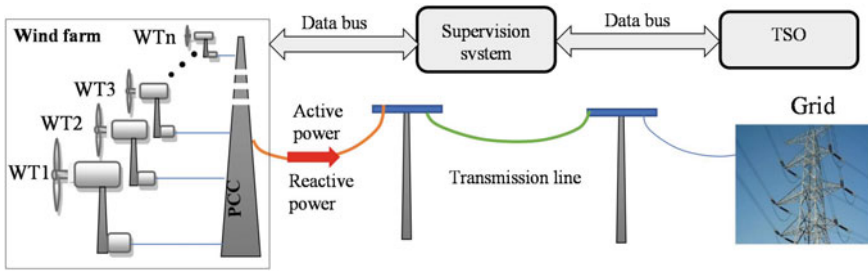 Wind farm
WTn
WT3
WT2
WT1
PCC
Data bus
Supervision
system
Data bus
TSO
Active
power
Reactive
power
Transmission line
Grid